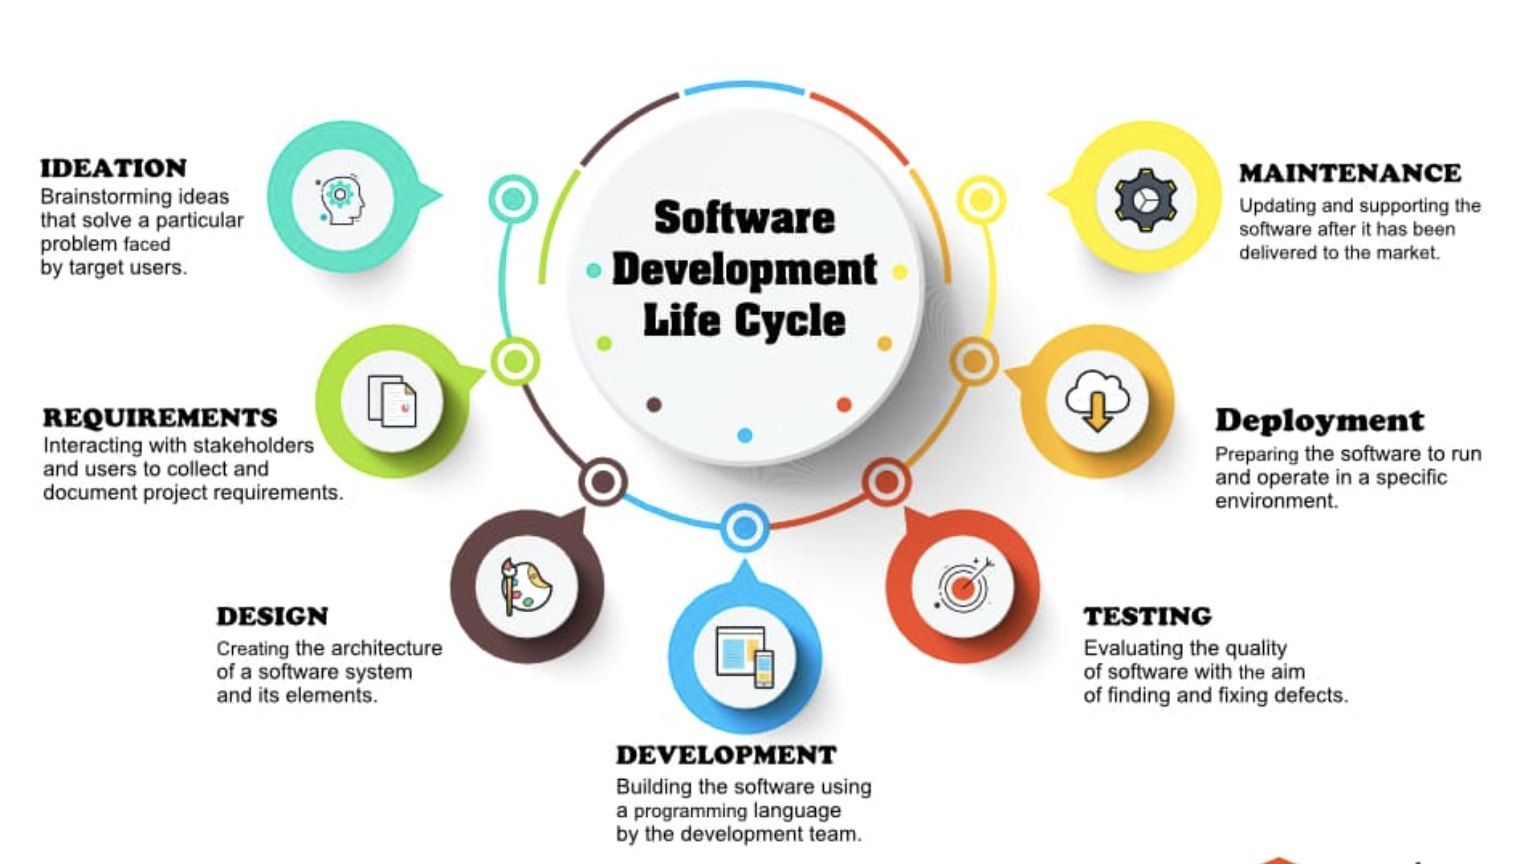 Software
Development
Life Cycle
IDEATION
Brainstorming ideas
that solve a particular
problem faced
by target users.
REQUIREMENTS
Interacting with stakeholders
and users to collect and
document project requirements.
DESIGN
Creating the architecture
of a software system
and its elements.
DEVELOPMENT
Building the software using
a programming language
by the development team.
TESTING
Evaluating the quality
of software with the aim
of finding and fixing defects.
Deployment
Preparing the software to run
and operate in a specific
environment.
MAINTENANCE
Updating and supporting the
software after it has been
delivered to the market.